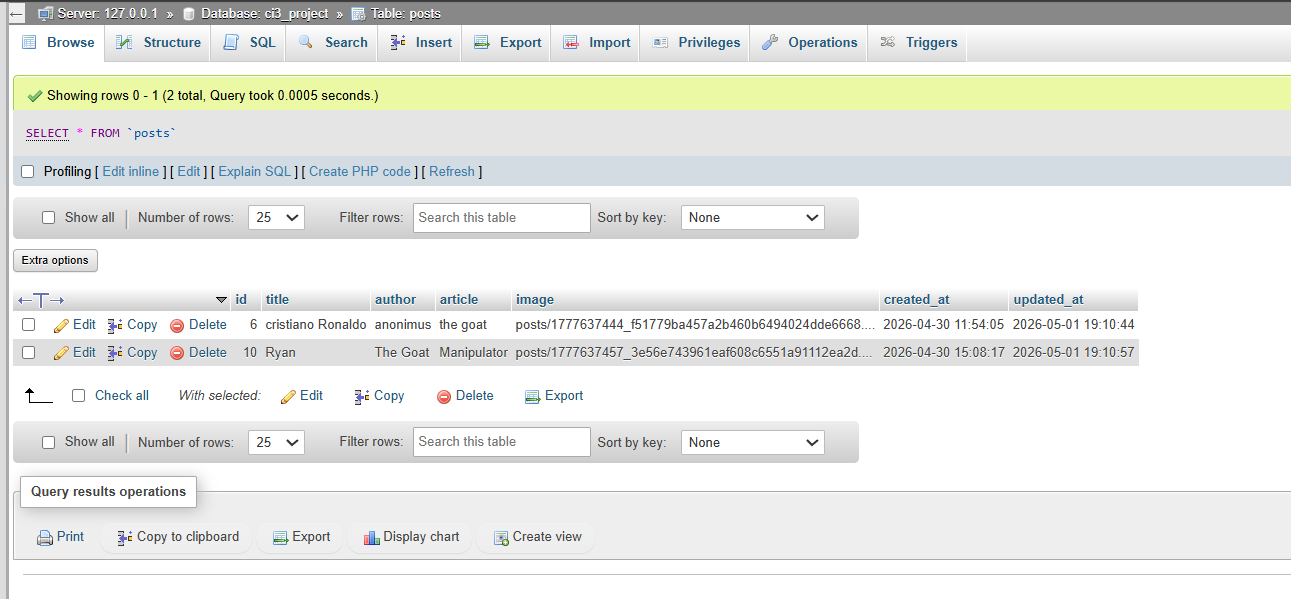 Server: 127.0.0.1 » Database: ci3_project » Table: posts
Browse Structure SQL Search Insert Export Import Privileges Operations Triggers
Showing rows 0 - 1 (2 total, Query took 0.0005 seconds.)
SELECT * FROM `posts`
Profiling [ Edit inline ] [ Edit ] [ Explain SQL ] [ Create PHP code ] [ Refresh ]
Show all Number of rows: 25 Filter rows: Search this table Sort by key: None
Extra options
←T→ id title author article image created_at updated_at
Edit Copy Delete 6 cristiano Ronaldo anonimus the goat posts/1777637444_f51779ba457a2b460b6494024dde6668.... 2026-04-30 11:54:05 2026-05-01 19:10:44
Edit Copy Delete 10 Ryan The Goat Manipulator posts/1777637457_3e56e743961eaf608c6551a91112ea2d.... 2026-04-30 15:08:17 2026-05-01 19:10:57
Check all With selected: Edit Copy Delete Export
Show all Number of rows: 25 Filter rows: Search this table Sort by key: None
Query results operations
Print Copy to clipboard Export Display chart Create view